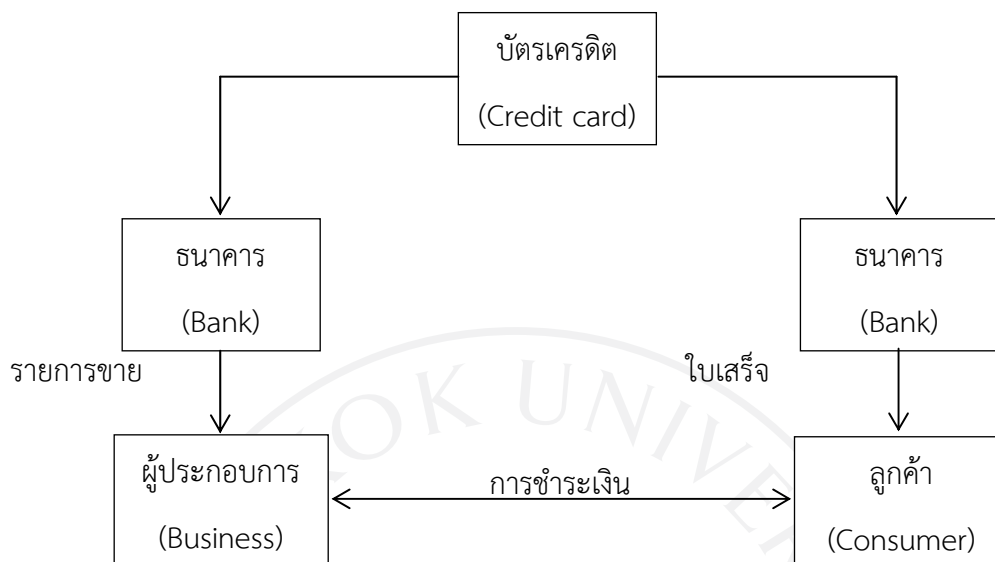 บัตรเครดิต
(Credit card)
ธนาคาร
(Bank)
ธนาคาร
(Bank)
รายการขาย
ใบเสร็จ
ผู้ประกอบการ
(Business)
การชำระเงิน
ลูกค้า
(Consumer)
KOK UNIVER